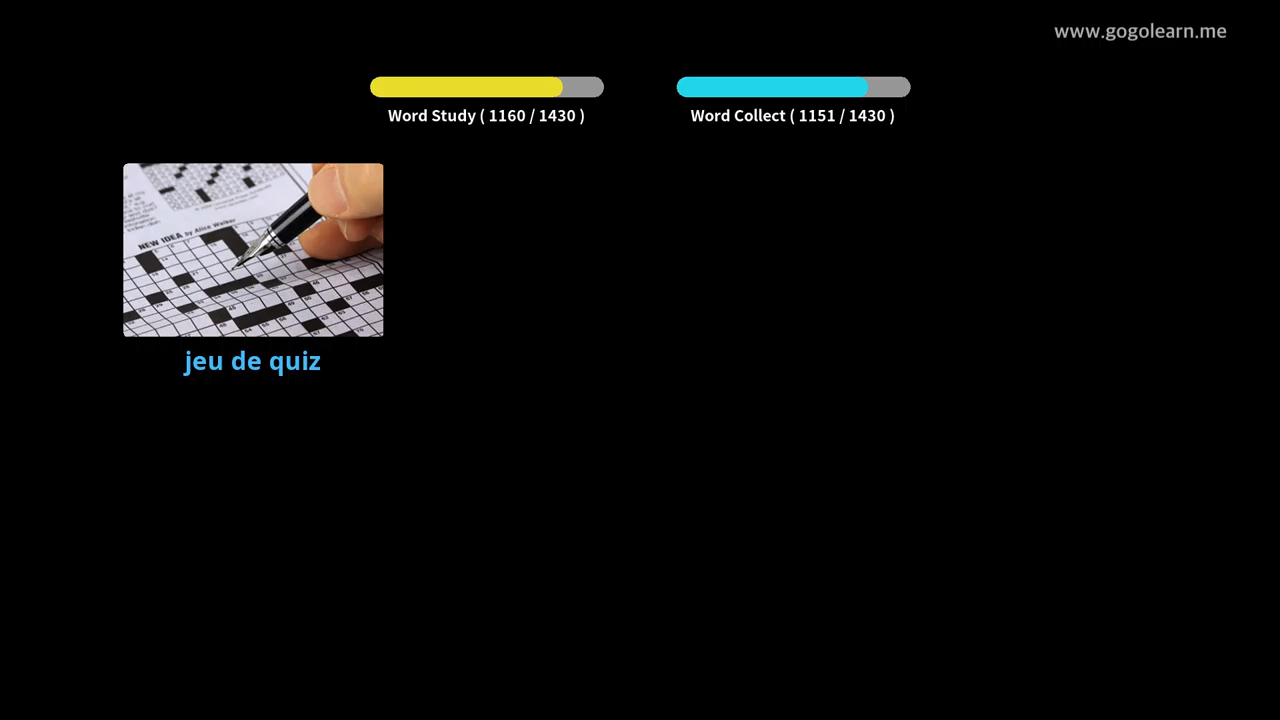 www.gogolearn.me
Word Study ( 1160 / 1430 )
Word Collect ( 1151 / 1430 )
NEW IDEA by Alice Walker
jeu de quiz